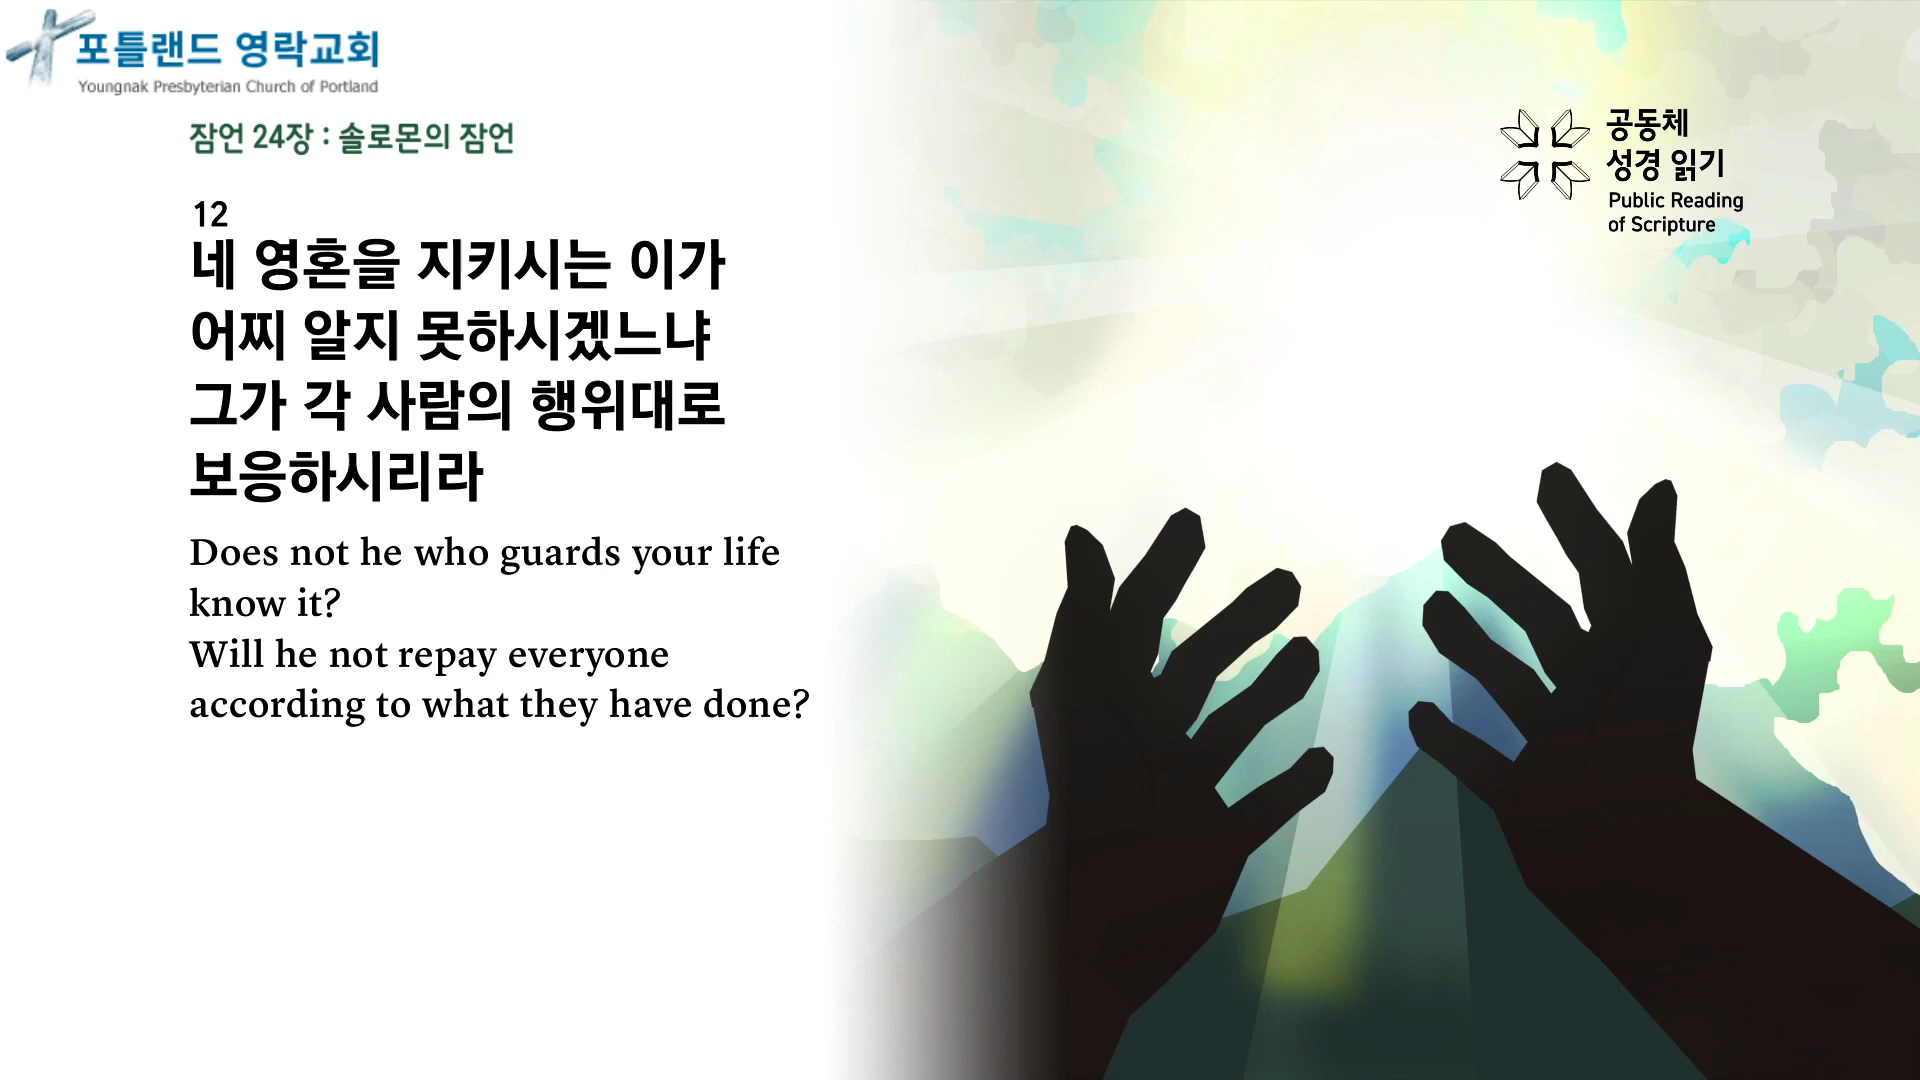 포틀랜드 영락교회
Youngnak Presbyterian Church of Portland
잠언 24장 : 솔로몬의 잠언
12
네 영혼을 지키시는 이가
어찌 알지 못하시겠느냐
그가 각 사람의 행위대로
보응하시리라
Does not he who guards your life
know it?
Will he not repay everyone
according to what they have done?
공동체
성경 읽기
Public Reading
of Scripture